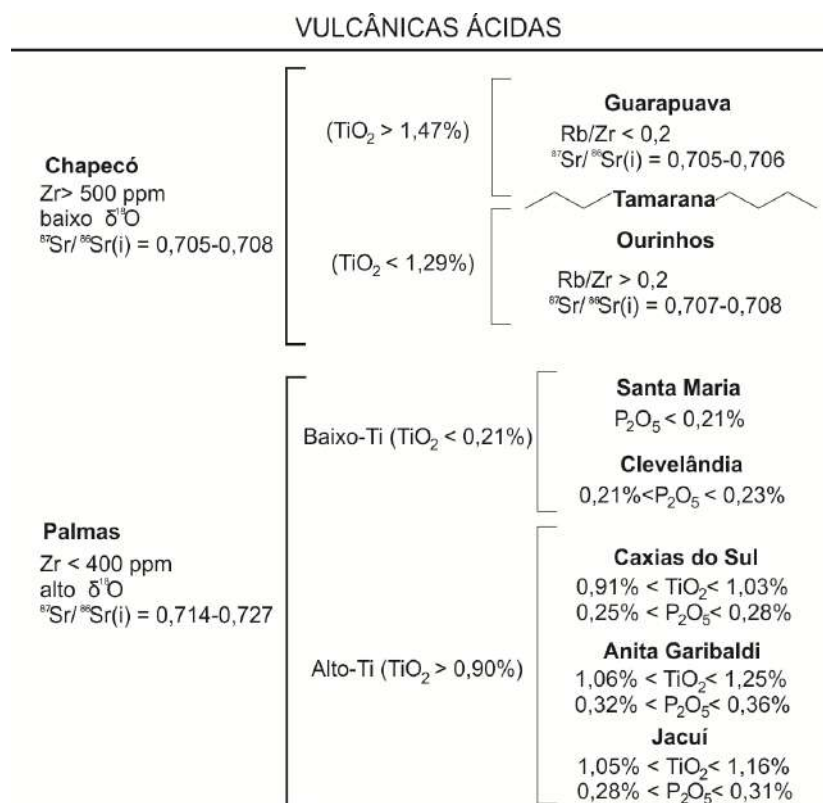 VULCÂNICAS ÁCIDAS
Chapecó
Zr> 500 ppm
baixo δ¹⁸O
⁸⁷Sr/⁸⁶Sr(i) = 0,705-0,708
(TiO₂ > 1,47%)
Guarapuava
Rb/Zr < 0,2
⁸⁷Sr/⁸⁶Sr(i) = 0,705-0,706
Tamarana
(TiO₂ < 1,29%)
Ourinhos
Rb/Zr > 0,2
⁸⁷Sr/⁸⁶Sr(i) = 0,707-0,708
Palmas
Zr < 400 ppm
alto δ¹⁸O
⁸⁷Sr/⁸⁶Sr(i) = 0,714-0,727
Baixo-Ti (TiO₂ < 0,21%)
Santa Maria
P₂O₅ < 0,21%
Clevelândia
0,21%<P₂O₅ < 0,23%
Alto-Ti (TiO₂ > 0,90%)
Caxias do Sul
0,91% < TiO₂< 1,03%
0,25% < P₂O₅< 0,28%
Anita Garibaldi
1,06% < TiO₂< 1,25%
0,32% < P₂O₅< 0,36%
Jacuí
1,05% < TiO₂< 1,16%
0,28% < P₂O₅< 0,31%